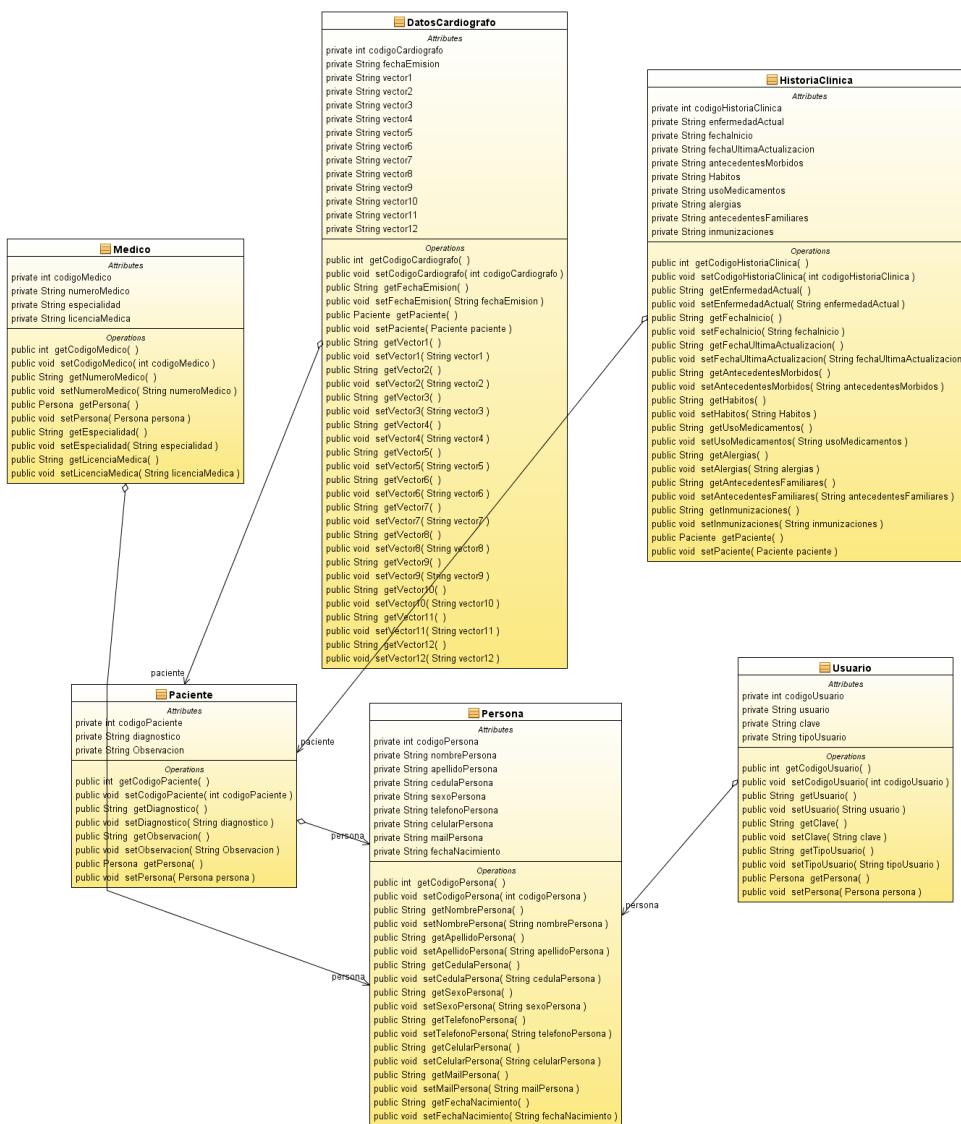 DatosCardiografo
Attributes
private int codigoCardiografo
private String fechaEmision
private String vector1
private String vector2
private String vector3
private String vector4
private String vector5
private String vector6
private String vector7
private String vector8
private String vector9
private String vector10
private String vector11
private String vector12
Operations
public int getCodigoCardiografo( )
public void setCodigoCardiografo( int codigoCardiografo )
public String getFechaEmision( )
public void setFechaEmision( String fechaEmision )
public Paciente getPaciente( )
public void setPaciente( Paciente paciente )
public String getVector1( )
public void setVector1( String vector1 )
public String getVector2( )
public void setVector2( String vector2 )
public String getVector3( )
public void setVector3( String vector3 )
public String getVector4( )
public void setVector4( String vector4 )
public String getVector5( )
public void setVector5( String vector5 )
public String getVector6( )
public void setVector6( String vector6 )
public String getVector7( )
public void setVector7( String vector7 )
public String getVector8( )
public void setVector8( String vector8 )
public String getVector9( )
public void setVector9( String vector9 )
public String getVector10( )
public void setVector10( String vector10 )
public String getVector11( )
public void setVector11( String vector11 )
public String getVector12( )
public void setVector12( String vector12 )
HistoriaClinica
Attributes
private int codigoHistoriaClinica
private String enfermedadActual
private String fechaInicio
private String fechaUltimaActualizacion
private String antecedentesMorbidos
private String Habitos
private String usoMedicamentos
private String alergias
private String antecedentesFamiliares
private String inmunizaciones
Operations
public int getCodigoHistoriaClinica( )
public void setCodigoHistoriaClinica( int codigoHistoriaClinica )
public String getEnfermedadActual( )
public void setEnfermedadActual( String enfermedadActual )
public String getFechaInicio( )
public void setFechaInicio( String fechaInicio )
public String getFechaUltimaActualizacion( )
public void setFechaUltimaActualizacion( String fechaUltimaActualizacion
public String getAntecedentesMorbidos( )
public void setAntecedentesMorbidos( String antecedentesMorbidos )
public String getHabitos( )
public void setHabitos( String Habitos )
public String getUsoMedicamentos( )
public void setUsoMedicamentos( String usoMedicamentos )
public String getAlergias( )
public void setAlergias( String alergias )
public String getAntecedentesFamiliares( )
public void setAntecedentesFamiliares( String antecedentesFamiliares )
public String getInmunizaciones( )
public void setInmunizaciones( String inmunizaciones )
public Paciente getPaciente( )
public void setPaciente( Paciente paciente )
Medico
Attributes
private int codigoMedico
private String numeroMedico
private String especialidad
private String licenciaMedica
Operations
public int getCodigoMedico( )
public void setCodigoMedico( int codigoMedico )
public String getNumeroMedico( )
public void setNumeroMedico( String numeroMedico )
public Persona getPersona( )
public void setPersona( Persona persona )
public String getEspecialidad( )
public void setEspecialidad( String especialidad )
public String getLicenciaMedica( )
public void setLicenciaMedica( String licenciaMedica )
paciente
Paciente
Attributes
private int codigoPaciente
private String diagnostico
private String Observacion
Operations
public int getCodigoPaciente( )
public void setCodigoPaciente( int codigoPaciente )
public String getDiagnostico( )
public void setDiagnostico( String diagnostico )
public String getObservacion( )
public void setObservacion( String Observacion )
public Persona getPersona( )
public void setPersona( Persona persona )
paciente
persona
persona
Persona
Attributes
private int codigoPersona
private String nombrePersona
private String apellidoPersona
private String cedulaPersona
private String sexoPersona
private String telefonoPersona
private String celularPersona
private String mailPersona
private String fechaNacimiento
Operations
public int getCodigoPersona( )
public void setCodigoPersona( int codigoPersona )
public String getNombrePersona( )
public void setNombrePersona( String nombrePersona )
public String getApellidoPersona( )
public void setApellidoPersona( String apellidoPersona )
public String getCedulaPersona( )
public void setCedulaPersona( String cedulaPersona )
public String getSexoPersona( )
public void setSexoPersona( String sexoPersona )
public String getTelefonoPersona( )
public void setTelefonoPersona( String telefonoPersona )
public String getCelularPersona( )
public void setCelularPersona( String celularPersona )
public String getMailPersona( )
public void setMailPersona( String mailPersona )
public String getFechaNacimiento( )
public void setFechaNacimiento( String fechaNacimiento )
Usuario
Attributes
private int codigoUsuario
private String usuario
private String clave
private String tipoUsuario
Operations
public int getCodigoUsuario( )
public void setCodigoUsuario( int codigoUsuario )
public String getUsuario( )
public void setUsuario( String usuario )
public String getClave( )
public void setClave( String clave )
public String getTipoUsuario( )
public void setTipoUsuario( String tipoUsuario )
public Persona getPersona( )
public void setPersona( Persona persona )
persona